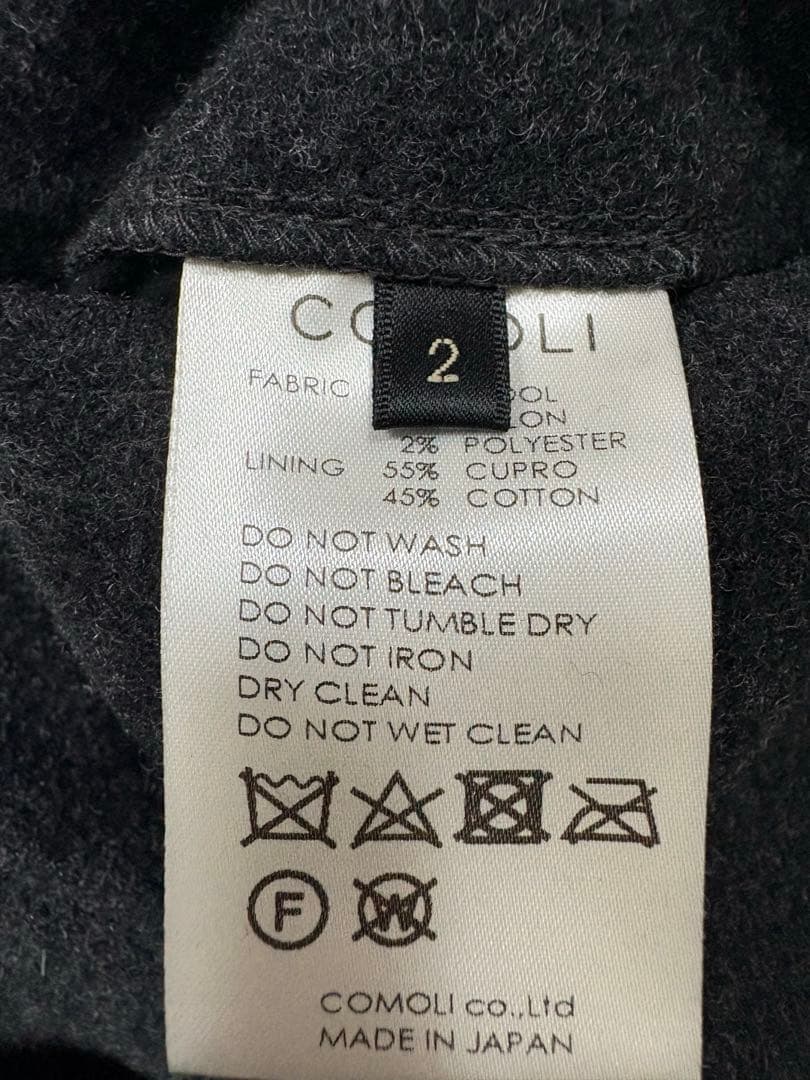 2
FABRIC
2% POLYESTER
LINING 55% CUPRO
45% COTTON
DO NOT WASH
DO NOT BLEACH
DO NOT TUMBLE DRY
DO NOT IRON
DRY CLEAN
DO NOT WET CLEAN
F W
COMOLI co.,Ltd
MADE IN JAPAN